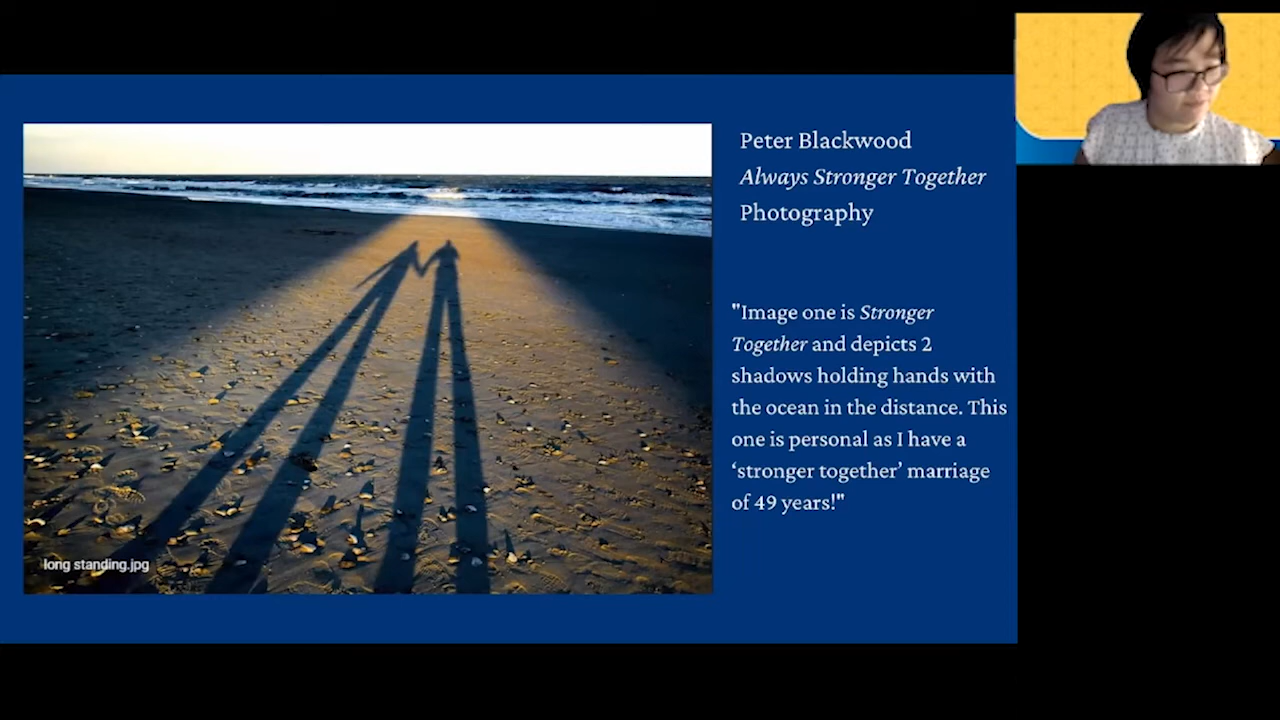 Peter Blackwood
Always Stronger Together
Photography
"Image one is Stronger
Together and depicts 2
shadows holding hands with
the ocean in the distance. This
one is personal as I have a
‘stronger together’ marriage
of 49 years!"
long standing.jpg